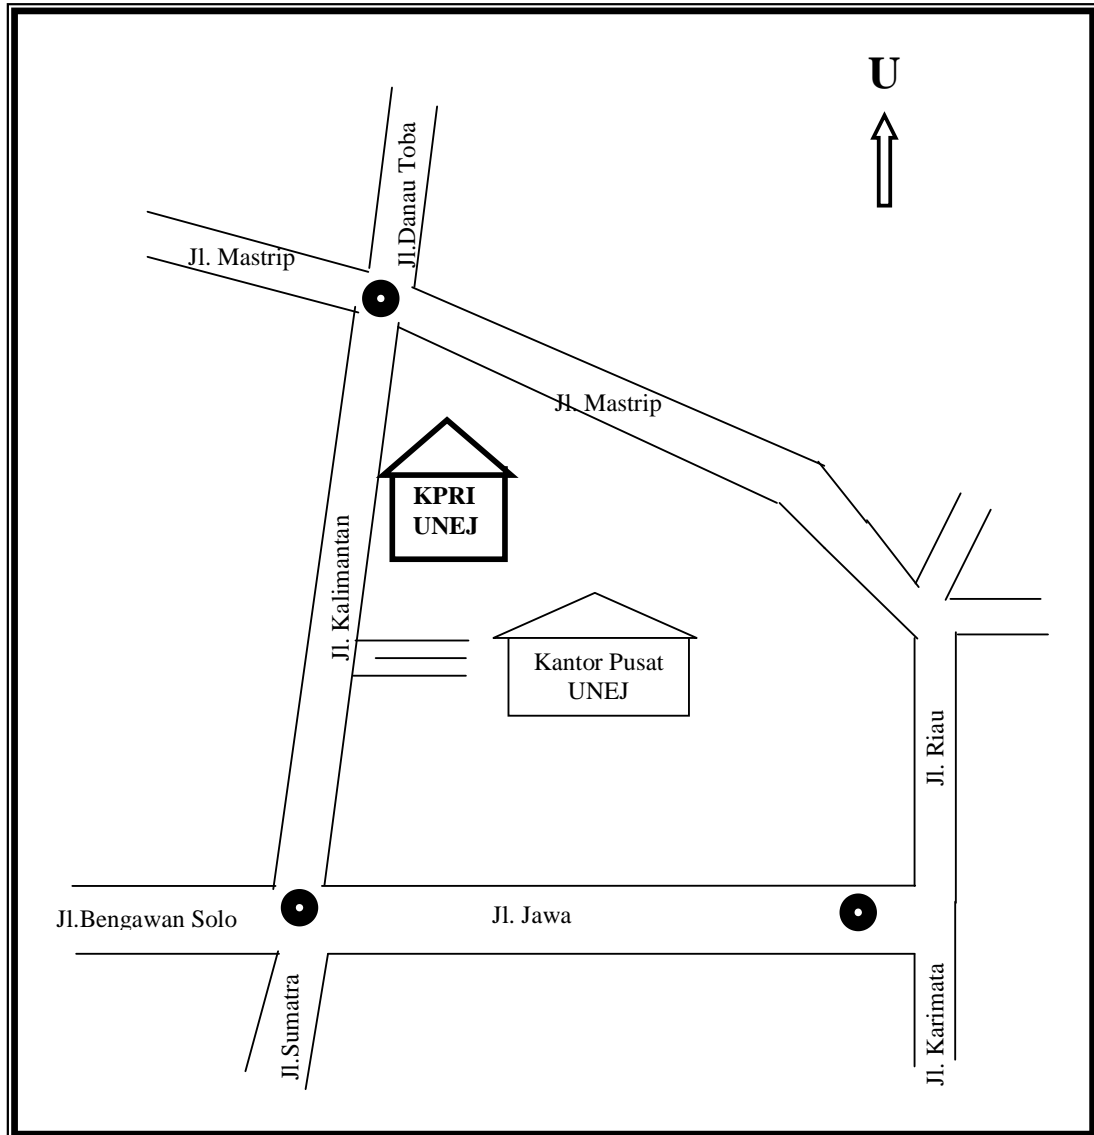 U
Jl.Danau Toba
Jl. Mastrip
Jl. Mastrip
KPRI
UNEJ
Jl. Kalimantan
Kantor Pusat
UNEJ
Jl. Riau
Jl.Bengawan Solo
Jl. Jawa
Jl.Sumatra
Jl. Karimata